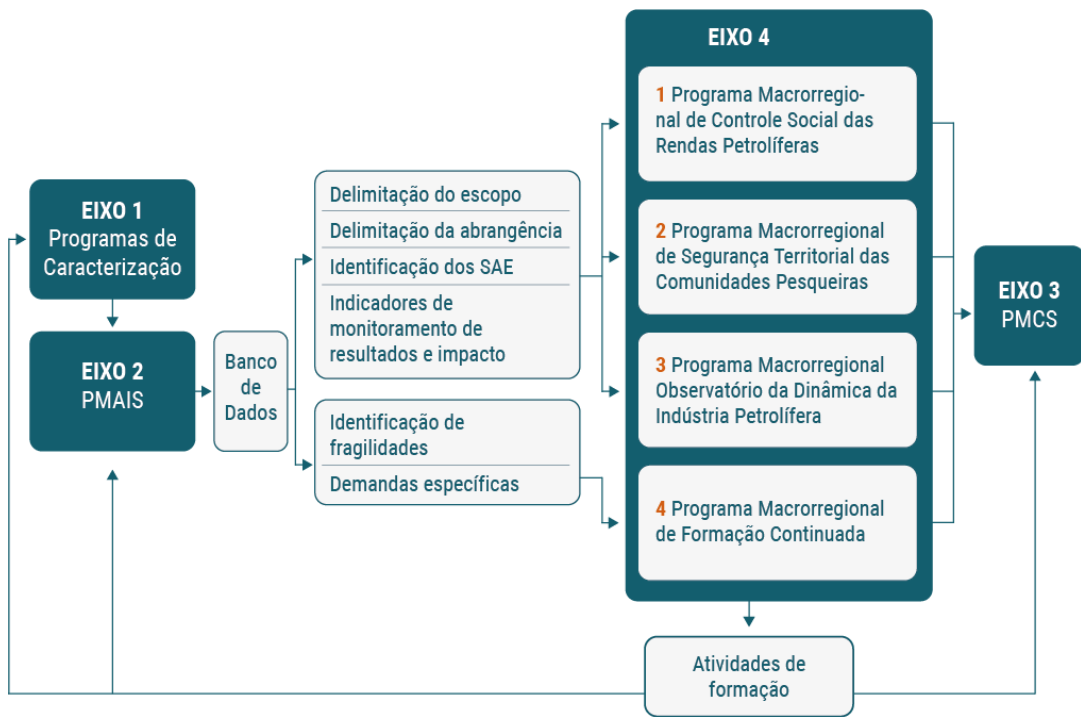 EIXO 1
Programas de
Caracterização
EIXO 2
PMAIS
Banco
de
Dados
Delimitação do escopo
Delimitação da abrangência
Identificação dos SAE
Indicadores de
monitoramento de
resultados e impacto
Identificação de
fragilidades
Demandas específicas
EIXO 4
1 Programa Macrorregio-
nal de Controle Social das
Rendas Petrolíferas
2 Programa Macrorregional
de Segurança Territorial das
Comunidades Pesqueiras
3 Programa Macrorregional
Observatório da Dinâmica da
Indústria Petrolífera
4 Programa Macrorregional
de Formação Continuada
EIXO 3
PMCS
Atividades de
formação